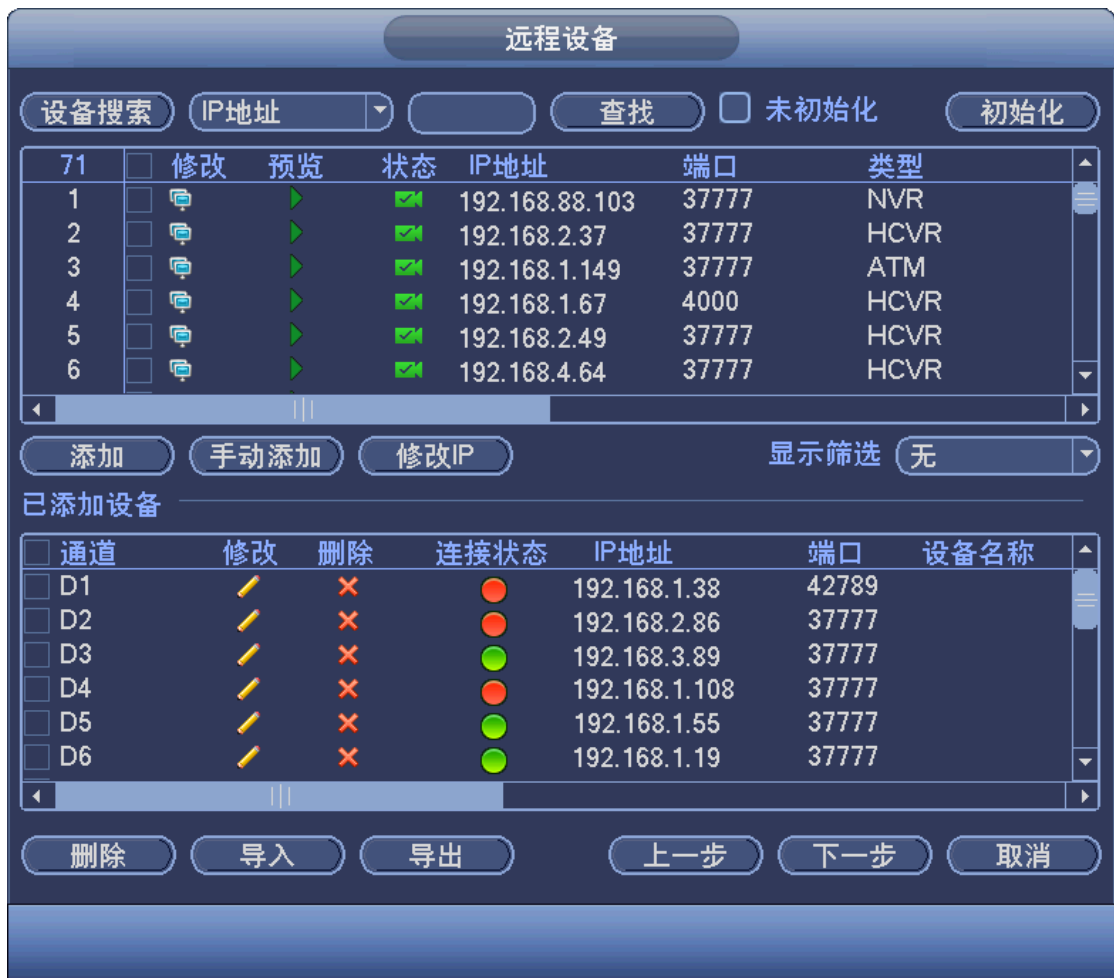 远程设备
设备搜索 IP地址 查找 未初始化 初始化
71 修改 预览 状态 IP地址 端口 类型
1 192.168.88.103 37777 NVR
2 192.168.2.37 37777 HCVR
3 192.168.1.149 37777 ATM
4 192.168.1.67 4000 HCVR
5 192.168.2.49 37777 HCVR
6 192.168.4.64 37777 HCVR
添加 手动添加 修改IP 显示筛选 无
已添加设备
通道 修改 删除 连接状态 IP地址 端口 设备名称
D1 192.168.1.38 42789
D2 192.168.2.86 37777
D3 192.168.3.89 37777
D4 192.168.1.108 37777
D5 192.168.1.55 37777
D6 192.168.1.19 37777
删除 导入 导出 上一步 下一步 取消